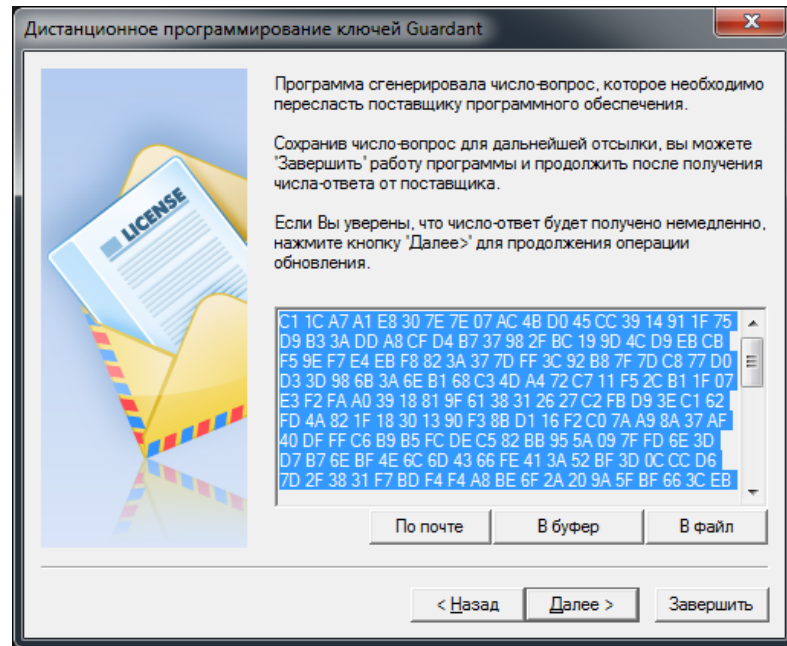 Дистанционное программирование ключей Guardant
Программа сгенерировала число-вопрос, которое необходимо
переслась поставщику программного обеспечения.
Сохранив число-вопрос для дальнейшей отсылки, вы можете
'Завершить' работу программы и продолжить после получения
числа-ответа от поставщика.
Если Вы уверены, что число-ответ будет получено немедленно,
нажмите кнопку 'Далее>' для продолжения операции
обновления.
LICENSE
C1 1C A7 A1 E8 30 7E 7E 07 AC 4B D0 45 CC 39 14 91 1F 75
D9 B3 3A DD A8 CF D4 B7 37 98 2F BC 19 9D 4C D9 EB CB
F5 9E F7 E4 EB F8 82 3A 37 7D FF 3C 92 B8 7F 7D C8 77 D0
D3 3D 98 6B 3A 6E B1 68 C3 4D A4 72 C7 11 F5 2C B1 1F 07
E3 F2 FA A0 39 18 81 9F 61 38 31 26 27 C2 FB D9 3E C1 62
FD 4A 82 1F 18 30 13 90 F3 8B D1 16 F2 C0 7A A9 8A 37 AF
40 DF FF C6 B9 B5 FC DE C5 82 BB 95 5A 09 7F FD 6E 3D
D7 B7 6E BF 4E 6C 6D 43 66 FE 41 3A 52 BF 3D 0C CC D6
7D 2F 38 31 F7 BD F4 F4 A8 BE 6F 2A 20 9A 5F BF 66 3C EB
По почте
В буфер
В файл
< Назад
Далее >
Завершить